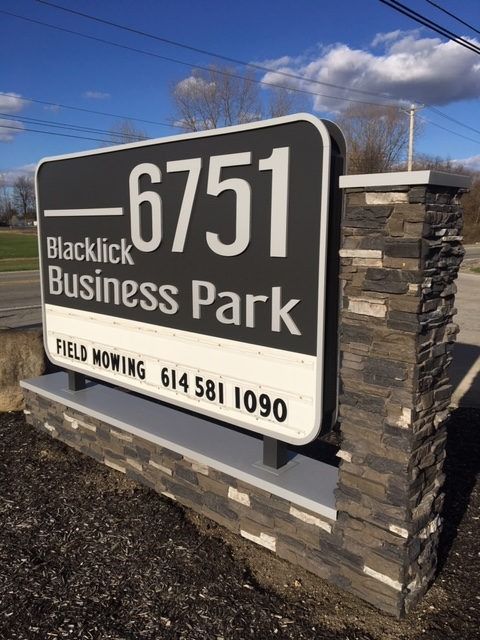 6751
Blacklick
Business Park
FIELD MOWING 614 581 1090